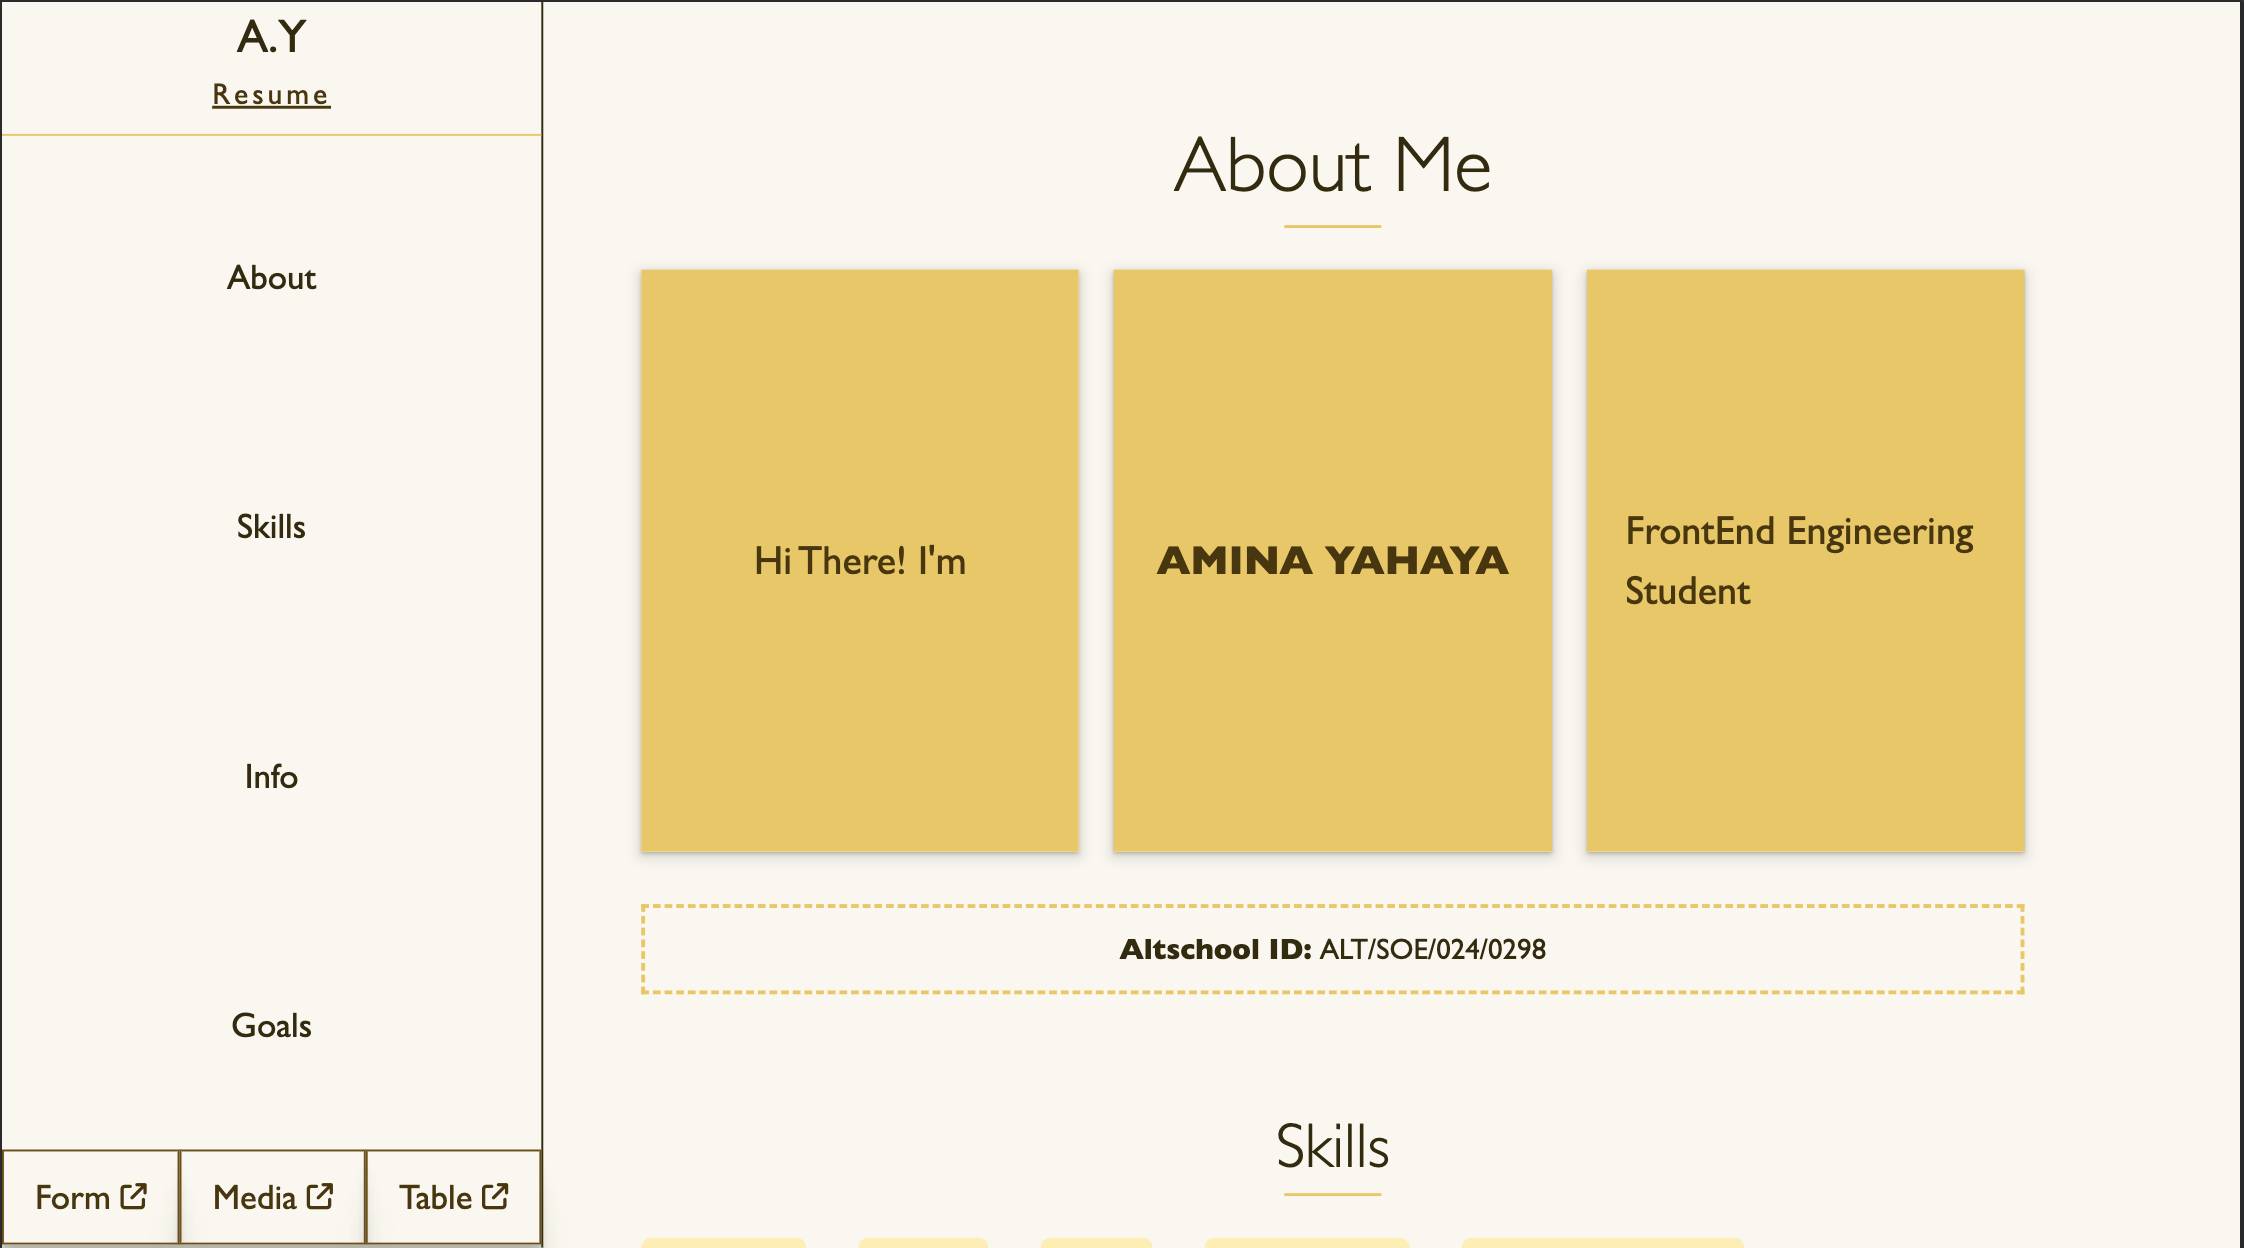 A.Y
Resume
About
Skills
Info
Goals
Form
Media
Table
About Me
Hi There! I'm
AMINA YAHAYA
FrontEnd Engineering
Student
Altschool ID: ALT/SOE/024/0298
Skills